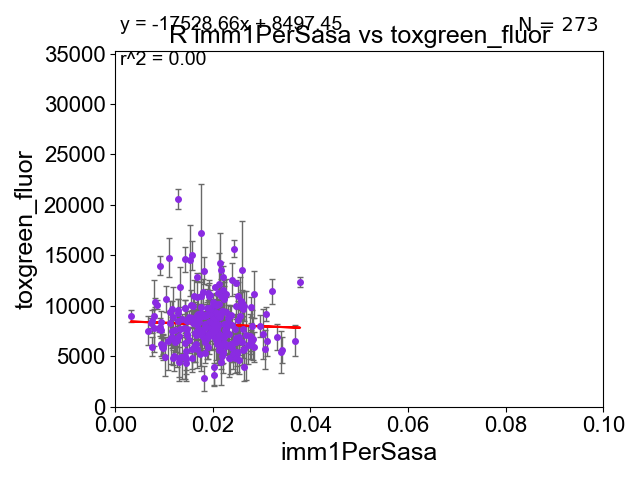 y = -17528.66x + 8497.45
N = 273
R imm1PerSasa vs toxgreen_fluor
r^2 = 0.00
35000
30000
25000
20000
15000
10000
5000
0
toxgreen_fluor
0.00 0.02 0.04 0.06 0.08 0.10
imm1PerSasa